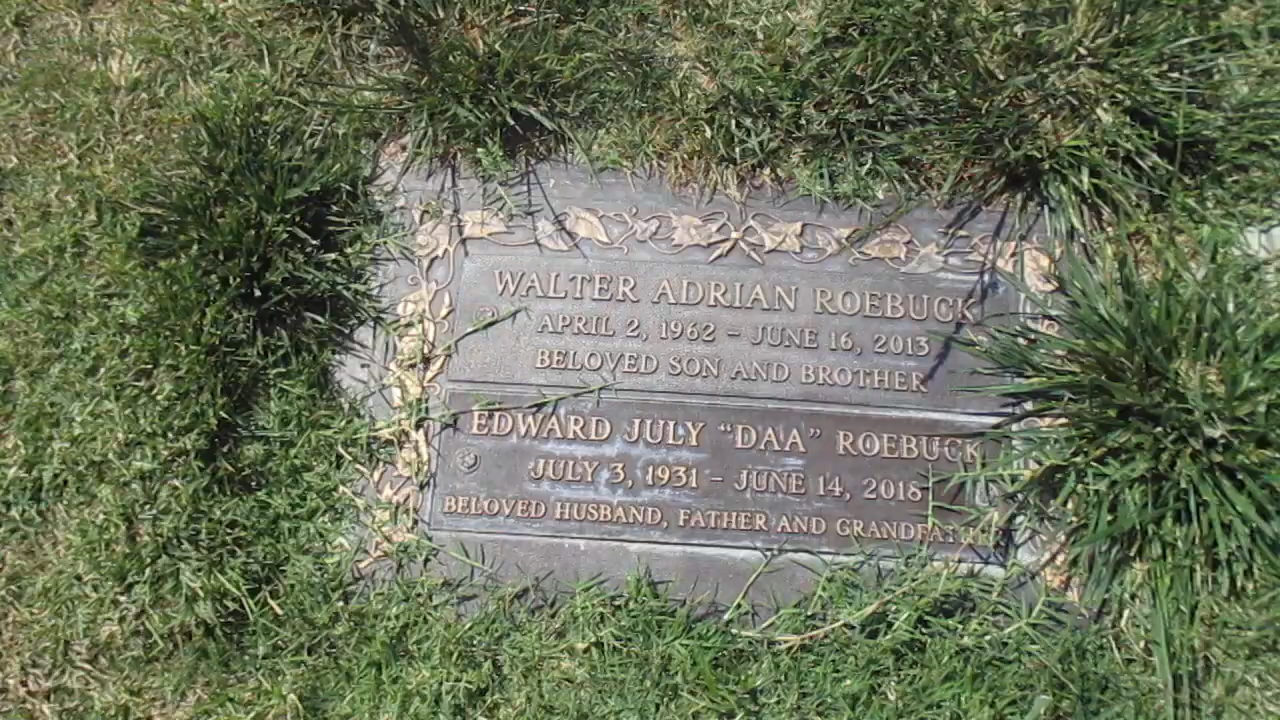 WALTER ADRIAN ROEBUCK
APRIL 2, 1962 – JUNE 16, 2013
BELOVED SON AND BROTHER
EDWARD JULY “DAA” ROEBUCK
JULY 3, 1931 – JUNE 14, 2018
BELOVED HUSBAND, FATHER AND GRANDFATHER